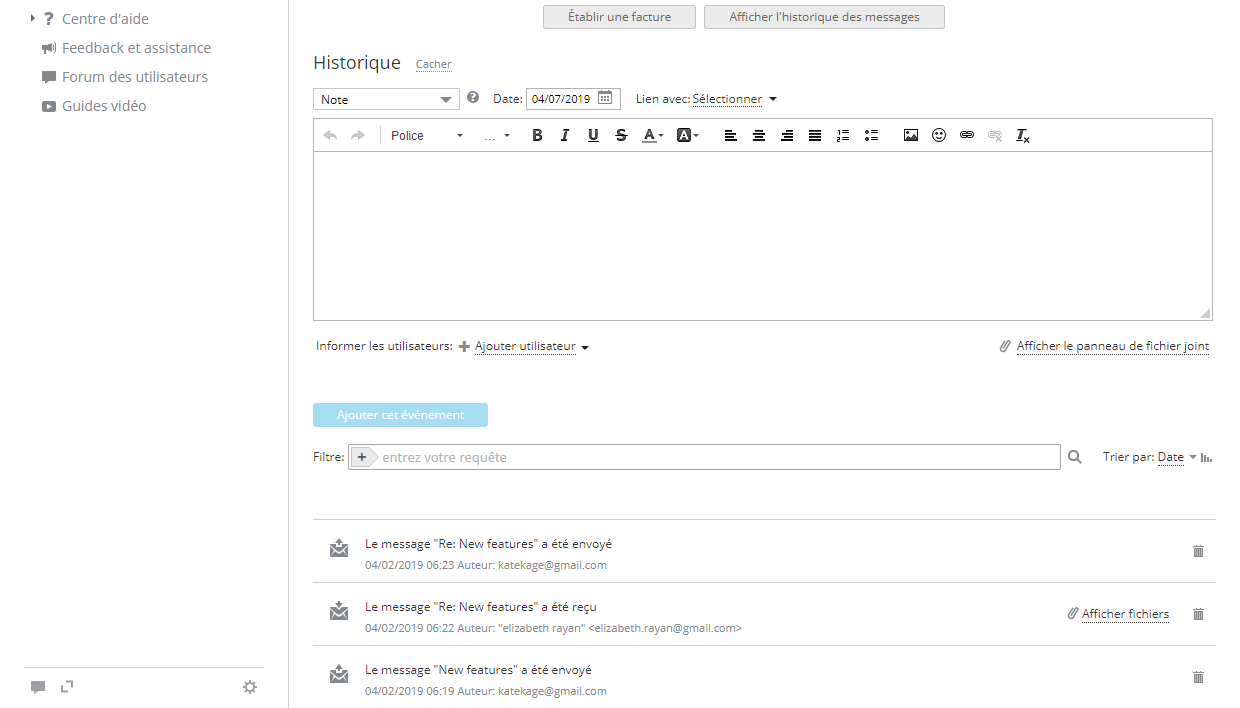 Centre d'aide
Feedback et assistance
Forum des utilisateurs
Guides vidéo
Établir une facture
Afficher l'historique des messages
Historique Cacher
Note Date: 04/07/2019 Lien avec: Sélectionner
Police ... B I U S A A
Informer les utilisateurs: Ajouter utilisateur
Afficher le panneau de fichier joint
Ajouter cet événement
Filtre: + entrez votre requête
Trier par: Date
Le message "Re: New features" a été envoyé
04/02/2019 06:23 Auteur: katekage@gmail.com
Le message "Re: New features" a été reçu
04/02/2019 06:22 Auteur: "elizabeth rayan" <elizabeth.rayan@gmail.com>
Afficher fichiers
Le message "New features" a été envoyé
04/02/2019 06:19 Auteur: katekage@gmail.com